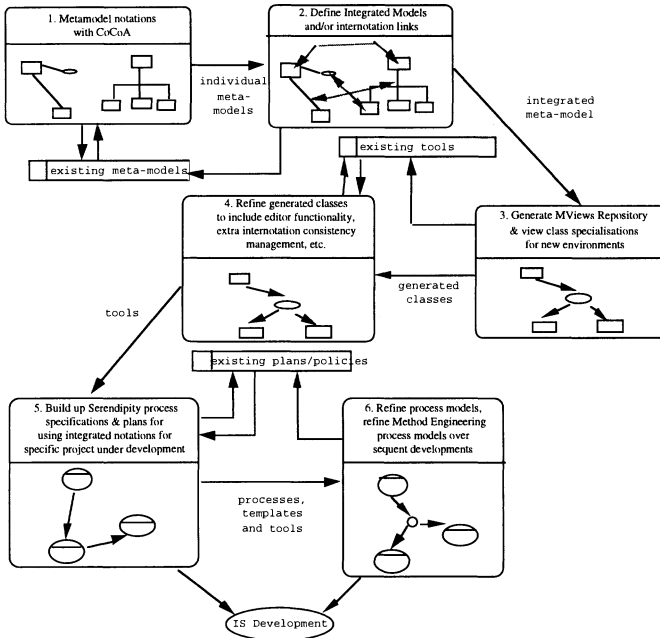 1. Metamodel notations
with CoCoA
2. Define Integrated Models
and/or internotation links
individual
meta-
models
integrated
meta-model
existing meta-models
existing tools
4. Refine generated classes
to include editor functionality,
extra internotation consistency
management, etc.
3. Generate MViews Repository
& view class specialisations
for new environments
generated
classes
tools
existing plans/policies
5. Build up Serendipity process
specifications & plans for
using integrated notations for
specific project under development
6. Refine process models,
refine Method Engineering
process models over
sequent developments
processes,
templates
and tools
IS Development